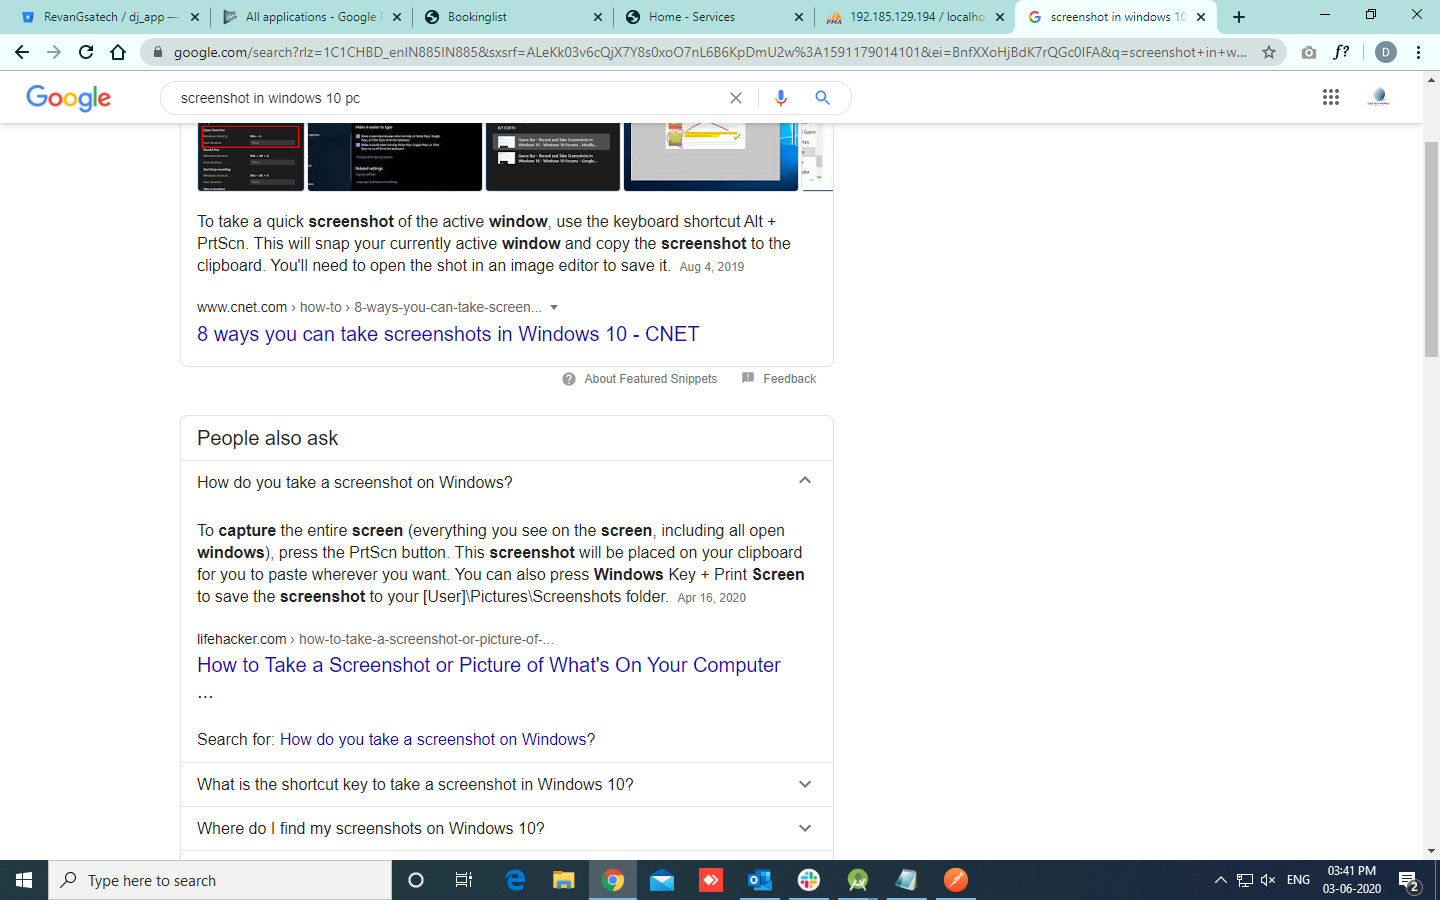 RevanGsatech / dj_app —
All applications - Google P
Bookinglist
Home - Services
192.185.129.194 / localho
screenshot in windows 10
google.com/search?rlz=1C1CHBD_enIN885IN885&sxsrf=ALeKk03v6cQjX7Y8s0xoO7nL6B6KpDmU2w%3A1591179014101&ei=BnfXXoHjBdK7rQGc0IFA&q=screenshot+in+w...
f?
D
Google
screenshot in windows 10 pc
To take a quick screenshot of the active window, use the keyboard shortcut Alt +
PrtScn. This will snap your currently active window and copy the screenshot to the
clipboard. You'll need to open the shot in an image editor to save it. Aug 4, 2019
www.cnet.com › how-to › 8-ways-you-can-take-screen...
8 ways you can take screenshots in Windows 10 - CNET
About Featured Snippets
Feedback
People also ask
How do you take a screenshot on Windows?
To capture the entire screen (everything you see on the screen, including all open
windows), press the PrtScn button. This screenshot will be placed on your clipboard
for you to paste wherever you want. You can also press Windows Key + Print Screen
to save the screenshot to your [User]\Pictures\Screenshots folder. Apr 16, 2020
lifehacker.com › how-to-take-a-screenshot-or-picture-of-...
How to Take a Screenshot or Picture of What's On Your Computer
...
Search for: How do you take a screenshot on Windows?
What is the shortcut key to take a screenshot in Windows 10?
Where do I find my screenshots on Windows 10?
Type here to search
ENG
03:41 PM
03-06-2020
2